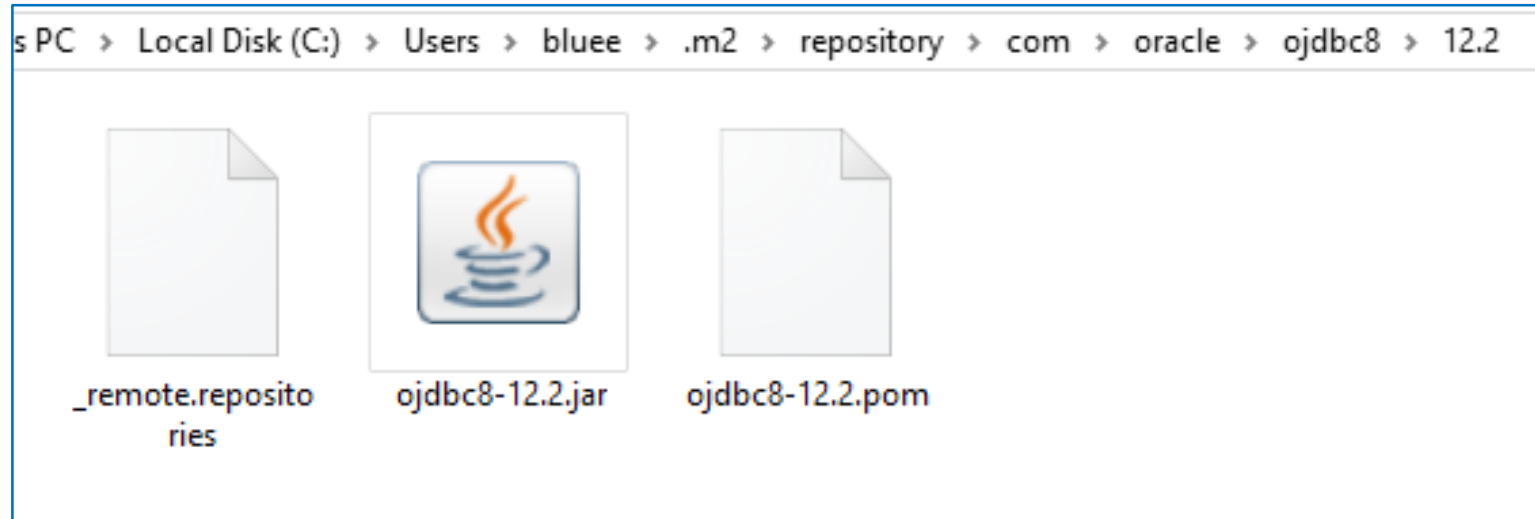 s PC > Local Disk (C:) > Users > bluee > .m2 > repository > com > oracle > ojdbc8 > 12.2
_remote.reposito
ries
ojdbc8-12.2.jar
ojdbc8-12.2.pom